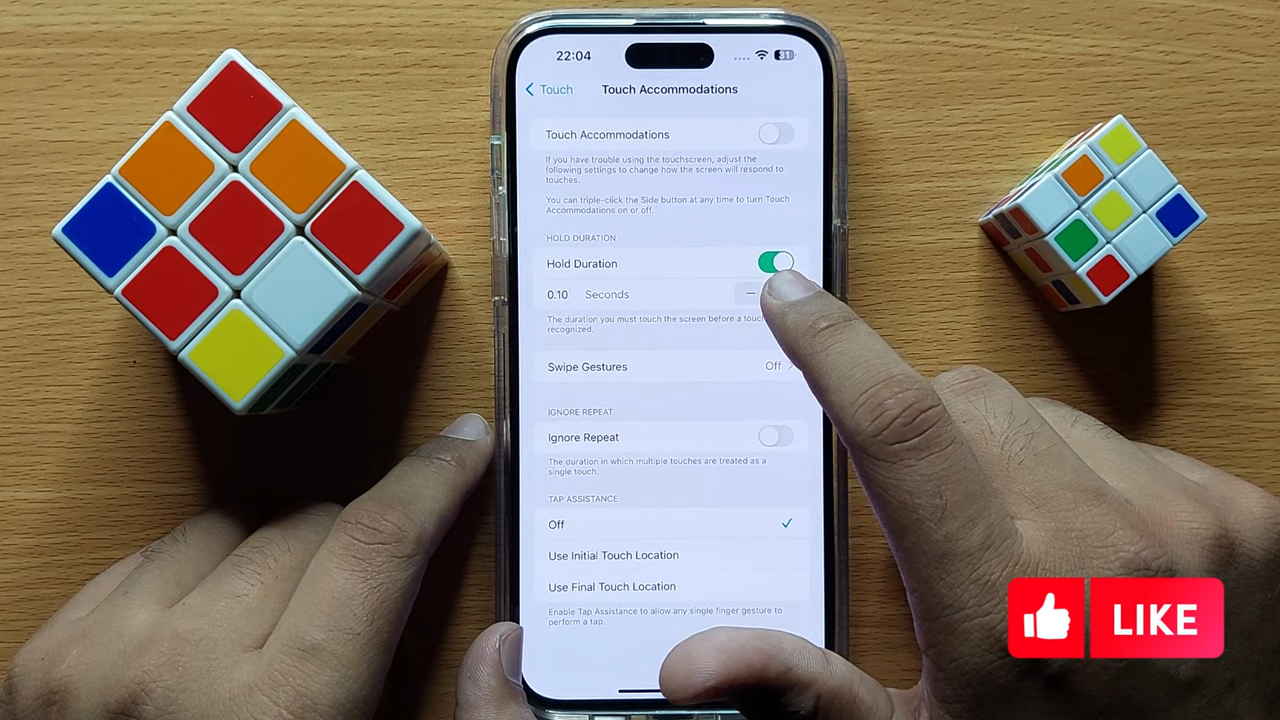 22:04
31
Touch
Touch Accommodations
Touch Accommodations
If you have trouble using the touchscreen, adjust the
following settings to change how the screen will respond to
touches.
You can triple-click the Side button at any time to turn Touch
Accommodations on or off.
HOLD DURATION
Hold Duration
0.10 Seconds
The duration you must touch the screen before a touch
recognized.
Swipe Gestures Off
IGNORE REPEAT
Ignore Repeat
The duration in which multiple touches are treated as a
single touch.
TAP ASSISTANCE
Off
Use Initial Touch Location
Use Final Touch Location
Enable Tap Assistance to allow any single finger gesture to
perform a tap.
LIKE